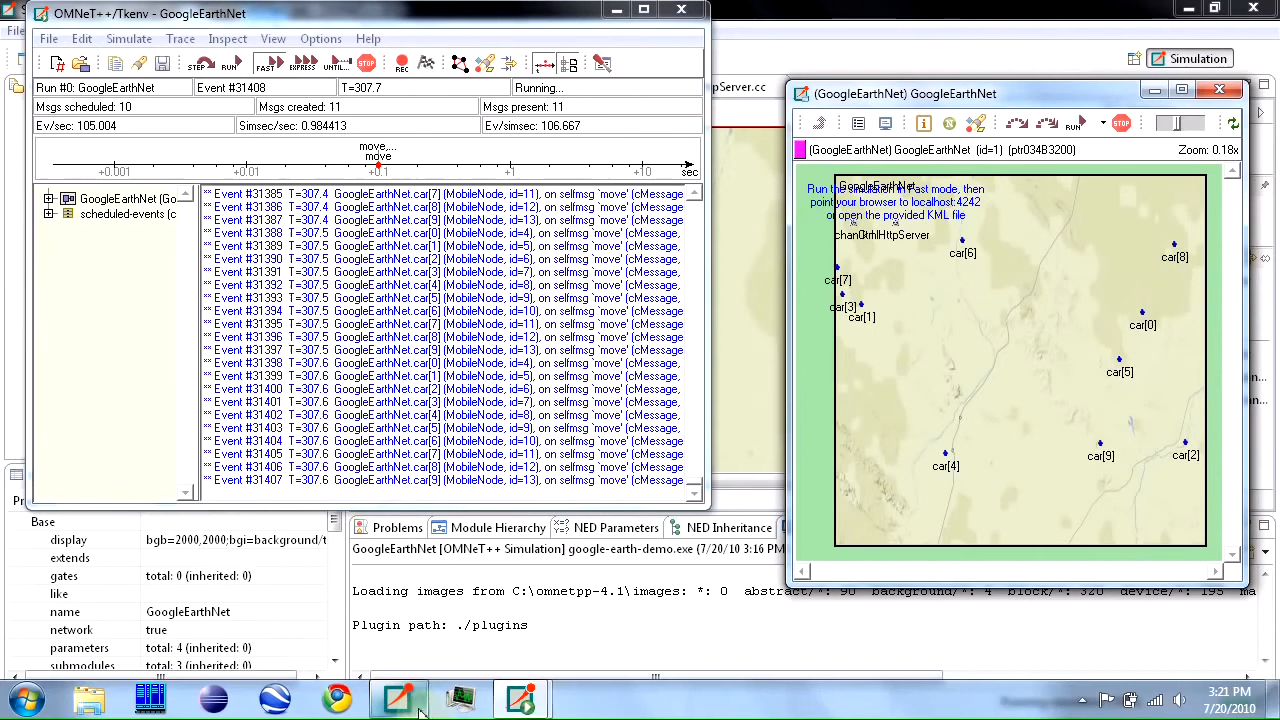 OMNeT++/Tkenv - GoogleEarthNet
File Edit Simulate Trace Inspect View Options Help
STEP RUN FAST EXPRESS UNTIL... STOP REC
Run #0: GoogleEarthNet Event #31408 T=307.7 Running...
Msgs scheduled: 10 Msgs created: 11 Msgs present: 11
Ev/sec: 105.004 Simsec/sec: 0.984413 Ev/simsec: 106.667
move,...
move
+0.001 +0.01 +0.1 +1 +10 sec
GoogleEarthNet (Go
scheduled-events (c
** Event #31385 T=307.4 GoogleEarthNet.car[7] (MobileNode, id=11), on selfmsg `move' (cMessage,
** Event #31386 T=307.4 GoogleEarthNet.car[8] (MobileNode, id=12), on selfmsg `move' (cMessage,
** Event #31387 T=307.4 GoogleEarthNet.car[9] (MobileNode, id=13), on selfmsg `move' (cMessage,
** Event #31388 T=307.5 GoogleEarthNet.car[0] (MobileNode, id=4), on selfmsg `move' (cMessage,
** Event #31389 T=307.5 GoogleEarthNet.car[1] (MobileNode, id=5), on selfmsg `move' (cMessage,
** Event #31390 T=307.5 GoogleEarthNet.car[2] (MobileNode, id=6), on selfmsg `move' (cMessage,
** Event #31391 T=307.5 GoogleEarthNet.car[3] (MobileNode, id=7), on selfmsg `move' (cMessage,
** Event #31392 T=307.5 GoogleEarthNet.car[4] (MobileNode, id=8), on selfmsg `move' (cMessage,
** Event #31393 T=307.5 GoogleEarthNet.car[5] (MobileNode, id=9), on selfmsg `move' (cMessage,
** Event #31394 T=307.5 GoogleEarthNet.car[6] (MobileNode, id=10), on selfmsg `move' (cMessage,
** Event #31395 T=307.5 GoogleEarthNet.car[7] (MobileNode, id=11), on selfmsg `move' (cMessage,
** Event #31396 T=307.5 GoogleEarthNet.car[8] (MobileNode, id=12), on selfmsg `move' (cMessage,
** Event #31397 T=307.5 GoogleEarthNet.car[9] (MobileNode, id=13), on selfmsg `move' (cMessage,
** Event #31398 T=307.6 GoogleEarthNet.car[0] (MobileNode, id=4), on selfmsg `move' (cMessage,
** Event #31399 T=307.6 GoogleEarthNet.car[1] (MobileNode, id=5), on selfmsg `move' (cMessage,
** Event #31400 T=307.6 GoogleEarthNet.car[2] (MobileNode, id=6), on selfmsg `move' (cMessage,
** Event #31401 T=307.6 GoogleEarthNet.car[3] (MobileNode, id=7), on selfmsg `move' (cMessage,
** Event #31402 T=307.6 GoogleEarthNet.car[4] (MobileNode, id=8), on selfmsg `move' (cMessage,
** Event #31403 T=307.6 GoogleEarthNet.car[5] (MobileNode, id=9), on selfmsg `move' (cMessage,
** Event #31404 T=307.6 GoogleEarthNet.car[6] (MobileNode, id=10), on selfmsg `move' (cMessage,
** Event #31405 T=307.6 GoogleEarthNet.car[7] (MobileNode, id=11), on selfmsg `move' (cMessage,
** Event #31406 T=307.6 GoogleEarthNet.car[8] (MobileNode, id=12), on selfmsg `move' (cMessage,
** Event #31407 T=307.6 GoogleEarthNet.car[9] (MobileNode, id=13), on selfmsg `move' (cMessage,
Simulation
pServer.cc
(GoogleEarthNet) GoogleEarthNet
RUN STOP
(GoogleEarthNet) GoogleEarthNet (id=1) (ptr034B3200) Zoom: 0.18x
GoogleEarthNet
Run the simulation in Fast mode, then
point your browser to localhost:4242
or open the provided KML file
car[6]
car[8]
car[7]
car[3]
car[1]
car[0]
car[5]
car[4]
car[9]
car[2]
Base
display bgb=2000,2000;bgi=background/t
extends
gates total: 0 (inherited: 0)
like
name GoogleEarthNet
network true
parameters total: 4 (inherited: 0)
submodules total: 3 (inherited: 0)
Problems Module Hierarchy NED Parameters NED Inheritance
GoogleEarthNet [OMNeT++ Simulation] google-earth-demo.exe (7/20/10 3:16 PM
Loading images from C:\omnetpp-4.1\images: *: 0 abstract/*: 90 background/*: 4 block/*: 320 device/*: 195 ma
Plugin path: ./plugins
3:21 PM
7/20/2010